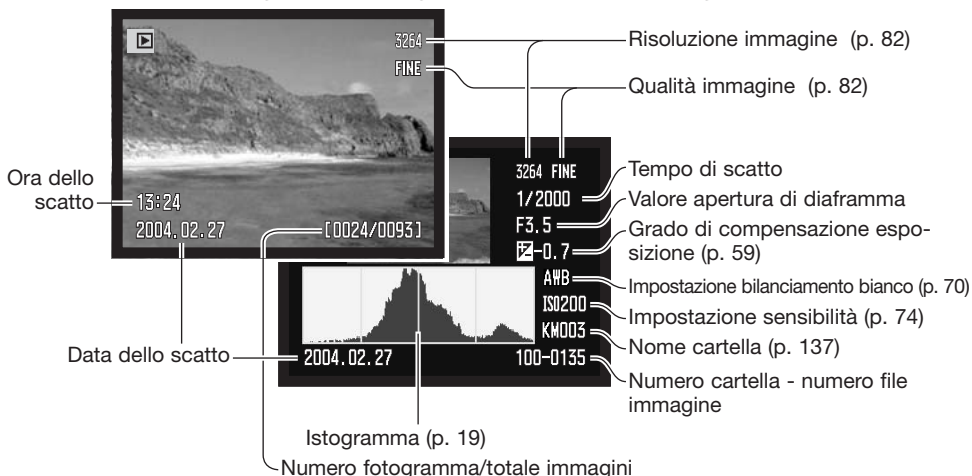 3264
FINE
13:24
2004.02.27
[0024/0093]
3264 FINE
1/2000
F3.5
-0.7
AWB
ISO200
KM003
2004.02.27
100-0135
Ora dello
scatto
Data dello scatto
Risoluzione immagine (p. 82)
Qualità immagine (p. 82)
Tempo di scatto
Valore apertura di diaframma
Grado di compensazione espo-
sizione (p. 59)
Impostazione bilanciamento bianco (p. 70)
Impostazione sensibilità (p. 74)
Nome cartella (p. 137)
Numero cartella - numero file
immagine
Istogramma (p. 19)
Numero fotogramma/totale immagini